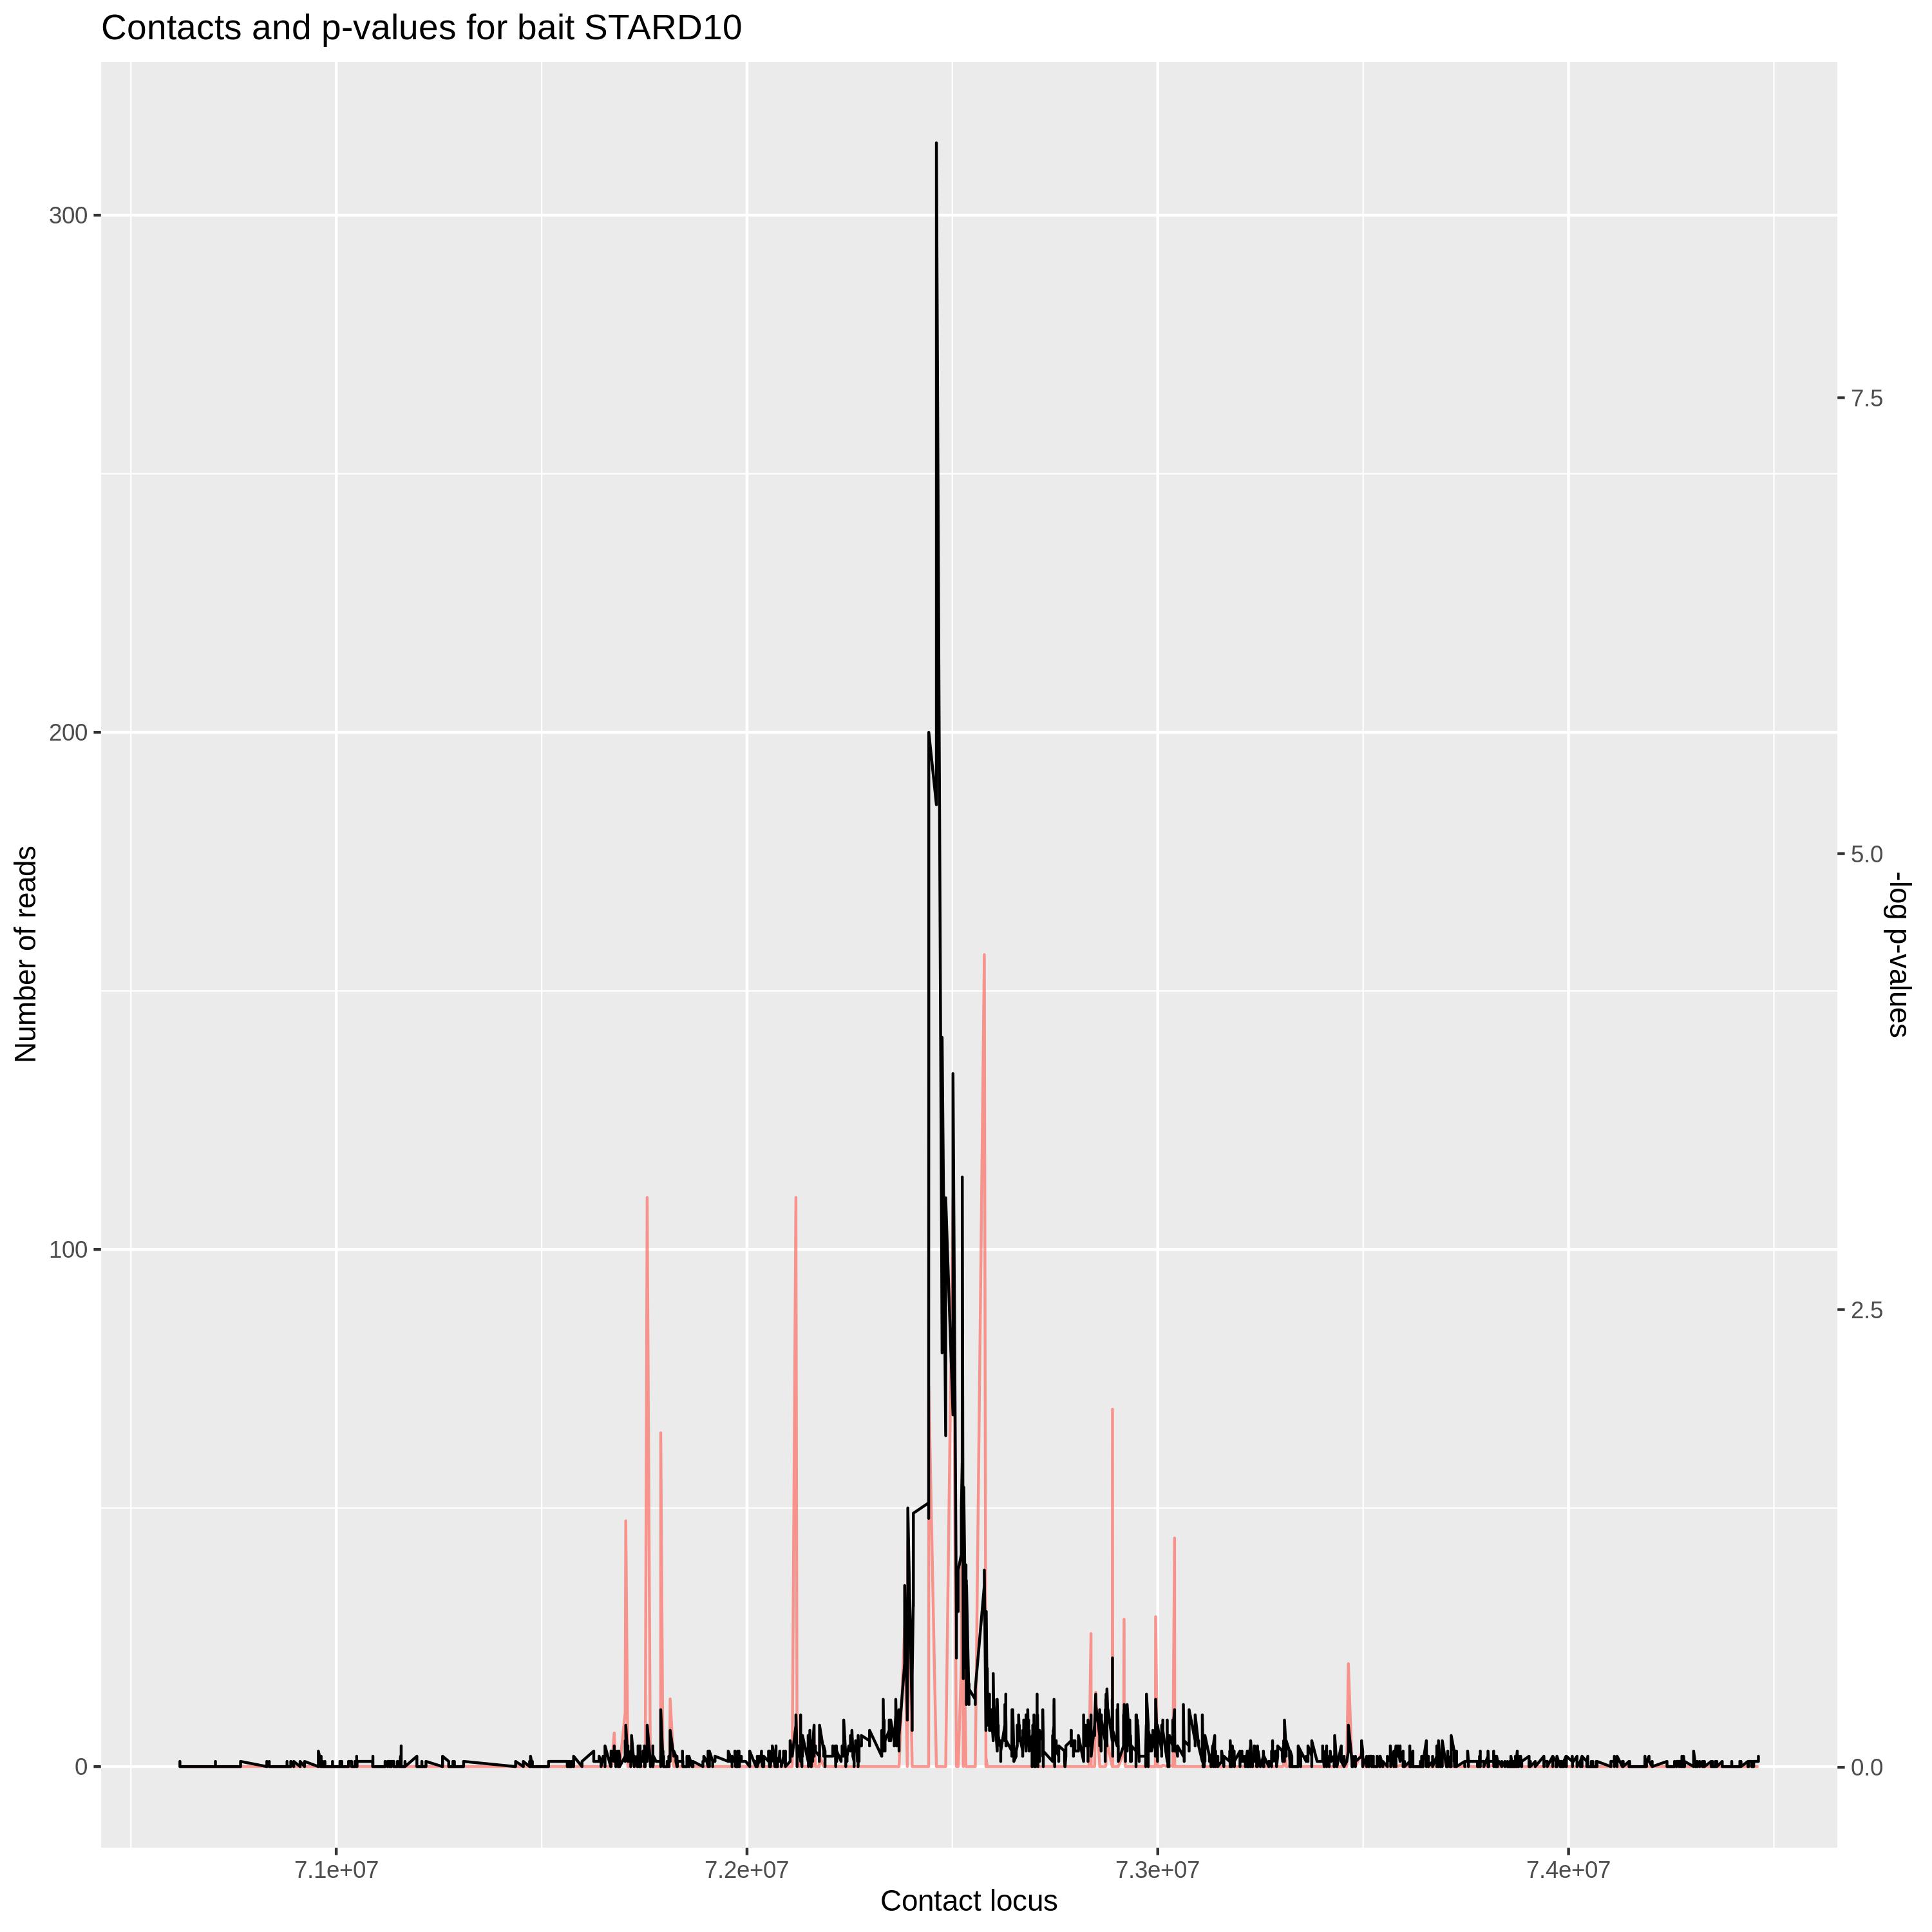 Contacts and p-values for bait STARD10
300
200
100
0
7.5
5.0
2.5
0.0
Number of reads
-log p-values
7.1e+07
7.2e+07
7.3e+07
7.4e+07
Contact locus